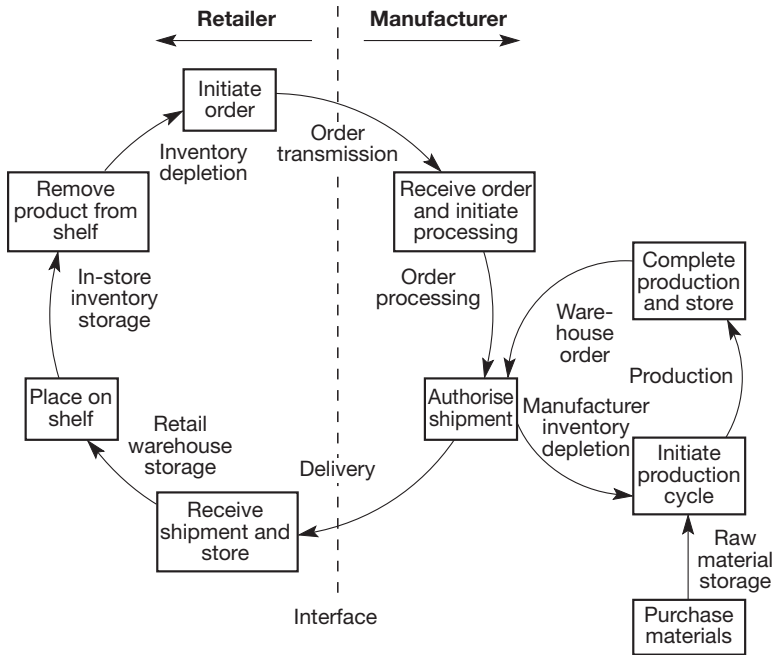 Retailer
Manufacturer
Initiate
order
Inventory
depletion
Order
transmission
Remove
product from
shelf
Receive order
and initiate
processing
In-store
inventory
storage
Order
processing
Complete
production
and store
Ware-
house
order
Production
Place on
shelf
Authorise
shipment
Manufacturer
inventory
depletion
Retail
warehouse
storage
Delivery
Initiate
production
cycle
Receive
shipment and
store
Raw
material
storage
Interface
Purchase
materials